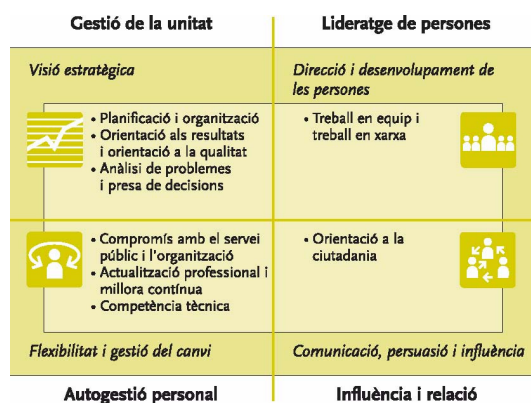 Gestió de la unitat
Lideratge de persones
Visió estratègica
Direcció i desenvolupament de
les persones
• Planificació i organització
• Orientació als resultats
i orientació a la qualitat
• Anàlisi de problemes
i presa de decisions
• Treball en equip i
treball en xarxa
• Compromís amb el servei
públic i l'organització
• Actualització professional i
millora contínua
• Competència tècnica
• Orientació a la
ciutadania
Flexibilitat i gestió del canvi
Comunicació, persuasió i influència
Autogestió personal
Influència i relació